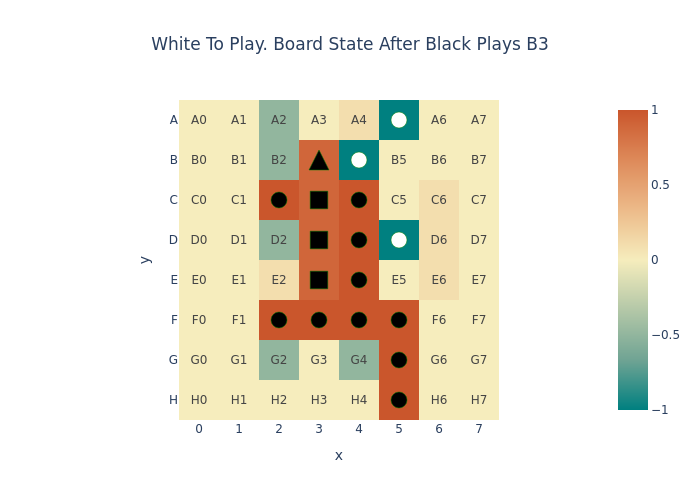 White To Play. Board State After Black Plays B3
A A0 A1 A2 A3 A4 A6 A7
B B0 B1 B2 B5 B6 B7
C C0 C1 C5 C6 C7
D D0 D1 D2 D6 D7
E E0 E1 E2 E5 E6 E7
F F0 F1 F6 F7
G G0 G1 G2 G3 G4 G6 G7
H H0 H1 H2 H3 H4 H6 H7
0 1 2 3 4 5 6 7
x
y
1
0.5
0
−0.5
−1